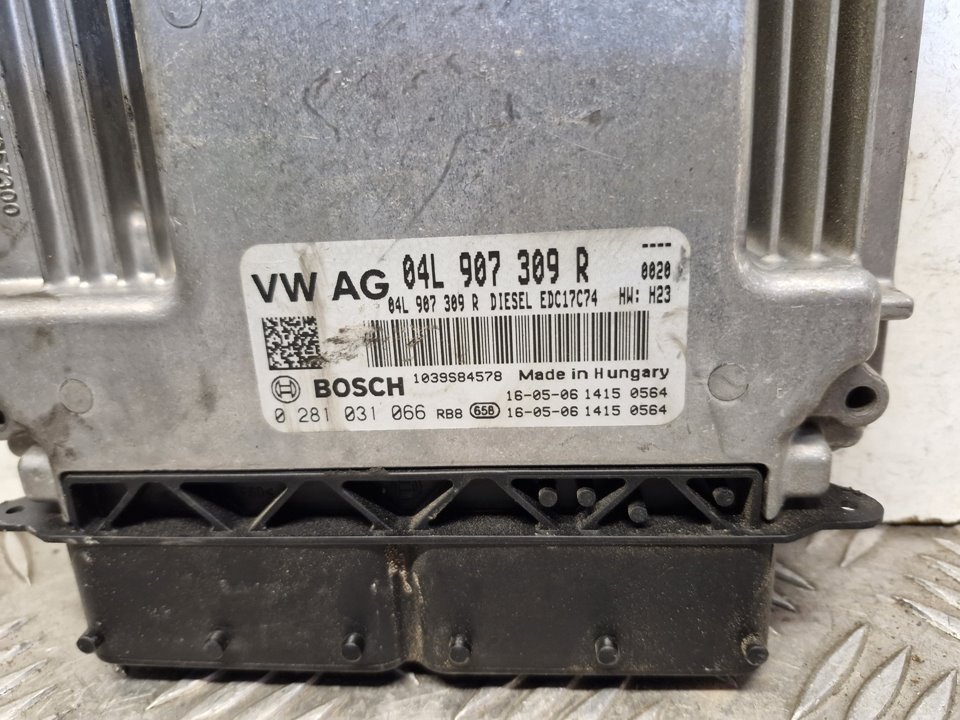 ----
VW AG 04L 907 309 R 0020
04L 907 309 R DIESEL EDC17C74 HW: H23
BOSCH 1039S84578 Made in Hungary
16-05-06 1415 0564
0 281 031 066 RBB 658 16-05-06 1415 0564